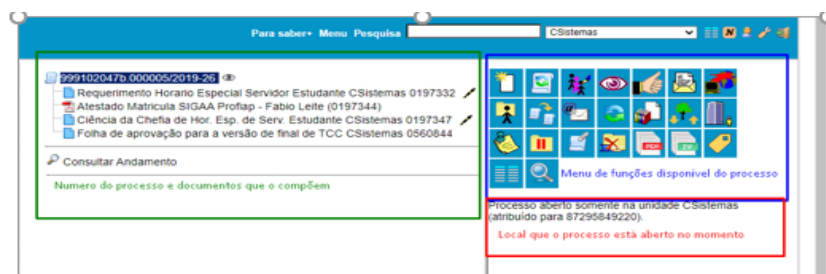 Para saber+ Menu Pesquisa CSistemas
999102047b.000005/2019-26
Requerimento Horario Especial Servidor Estudante CSistemas 0197332
Atestado Matricula SIGAA Profiap - Fabio Leite (0197344)
Ciência da Chefia de Hor. Esp. de Serv. Estudante CSistemas 0197347
Folha de aprovação para a versão de final de TCC CSistemas 0560844
Consultar Andamento
Numero do processo e documentos que o compõem
Menu de funções disponivel do processo
Processo aberto somente na unidade CSistemas
(atribuído para 87295849220).
Local que o processo está aberto no momento